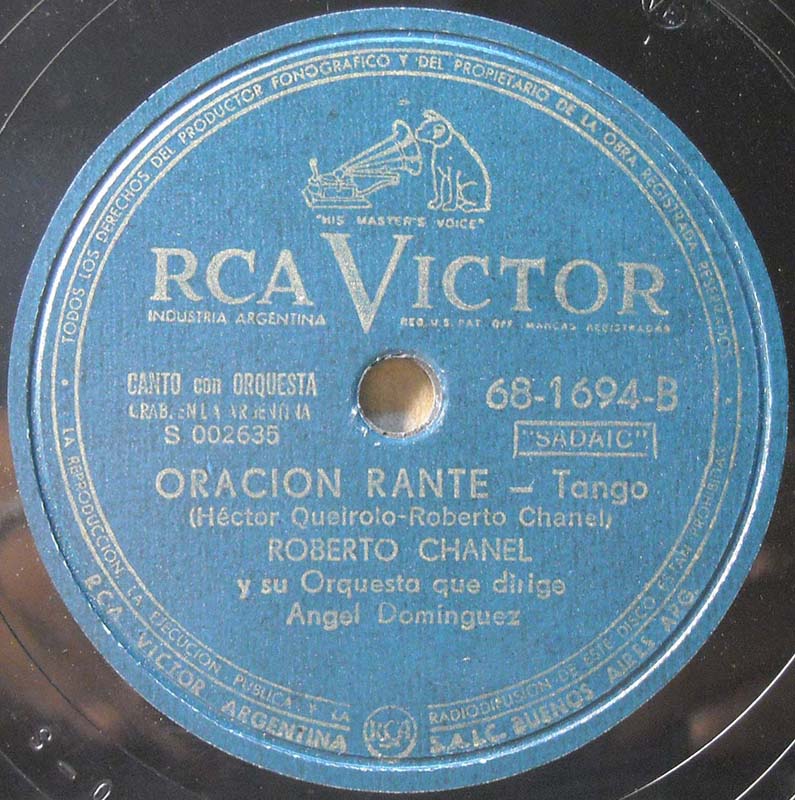 TODOS LOS DERECHOS DEL PRODUCTOR FONOGRAFICO Y DEL PROPIETARIO DE LA OBRA REGISTRADA RESERVADOS
"HIS MASTER'S VOICE"
RCA VICTOR
INDUSTRIA ARGENTINA
REG. U.S. PAT. OFF. MARCAS REGISTRADAS
CANTO con ORQUESTA
GRAB. EN LA ARGENTINA
S 002635
68-1694-B
"SADAIC"
ORACION RANTE - Tango
(Héctor Queirolo-Roberto Chanel)
ROBERTO CHANEL
y su Orquesta que dirige
Angel Domínguez
LA REPRODUCCION, LA EJECUCION PUBLICA Y LA RADIODIFUSION DE ESTE DISCO ESTAN PROHIBIDAS
RCA VICTOR ARGENTINA
RCA
S.A.I.C. BUENOS AIRES ARG.